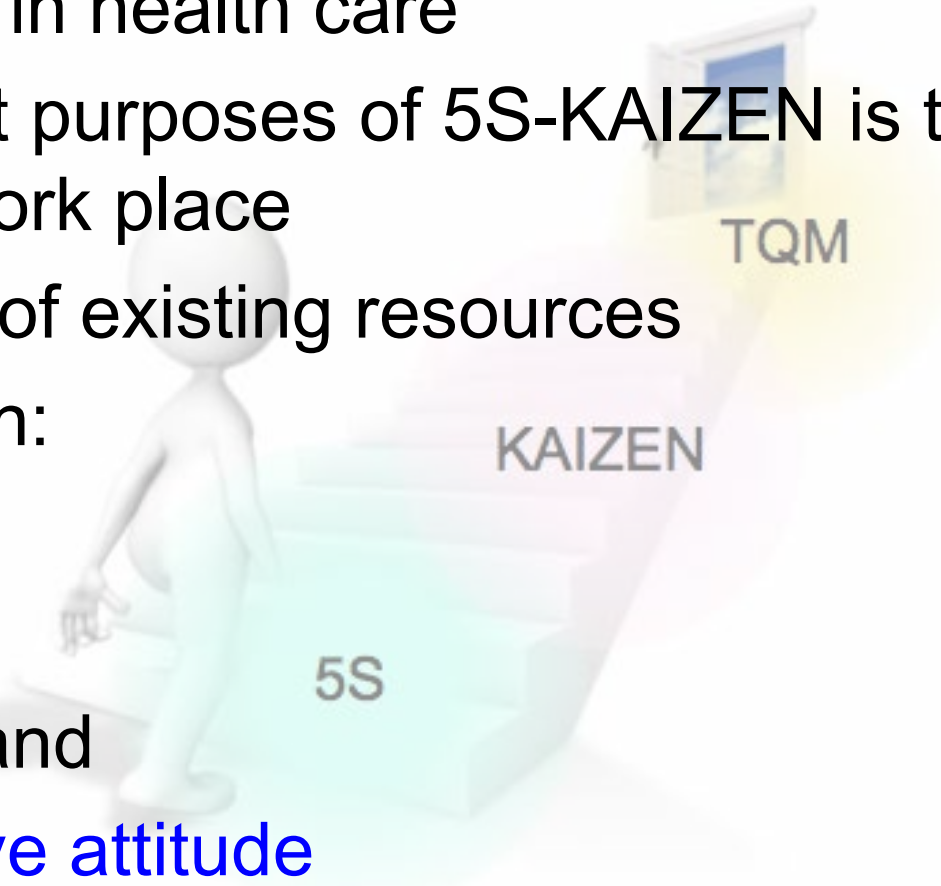 in health care
t purposes of 5S-KAIZEN is t
ork place
TQM
of existing resources
n:
KAIZEN
5S
and
ve attitude